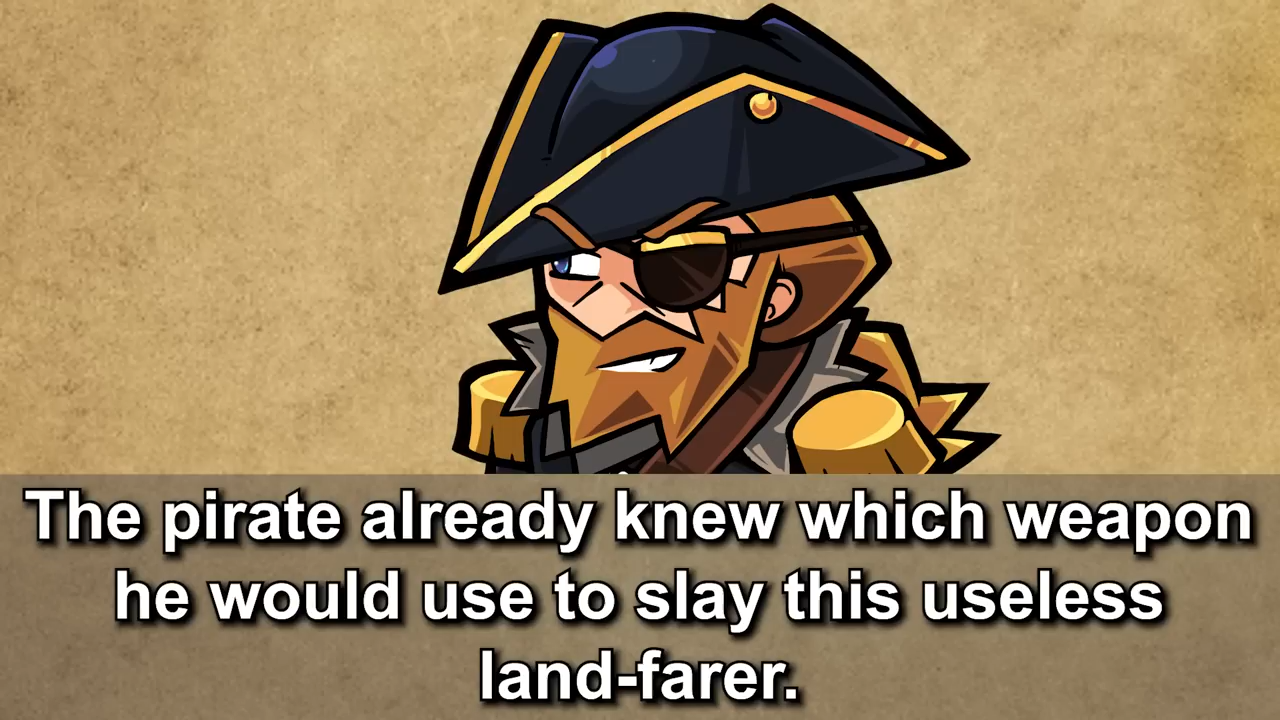 The pirate already knew which weapon
he would use to slay this useless
land-farer.